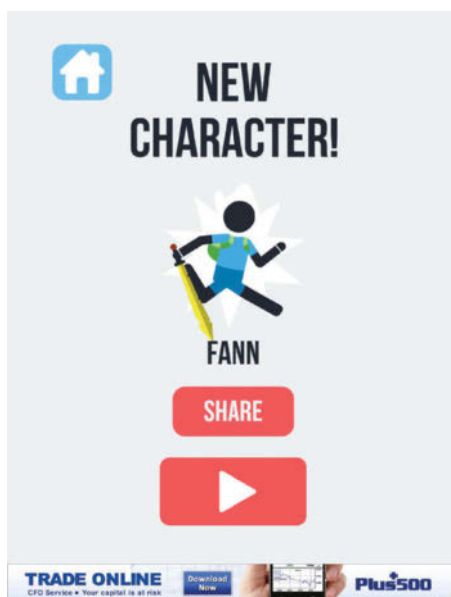 NEW
CHARACTER!
FANN
SHARE
TRADE ONLINE
CFD Service • Your capital is at risk
Download
Now
Plus500